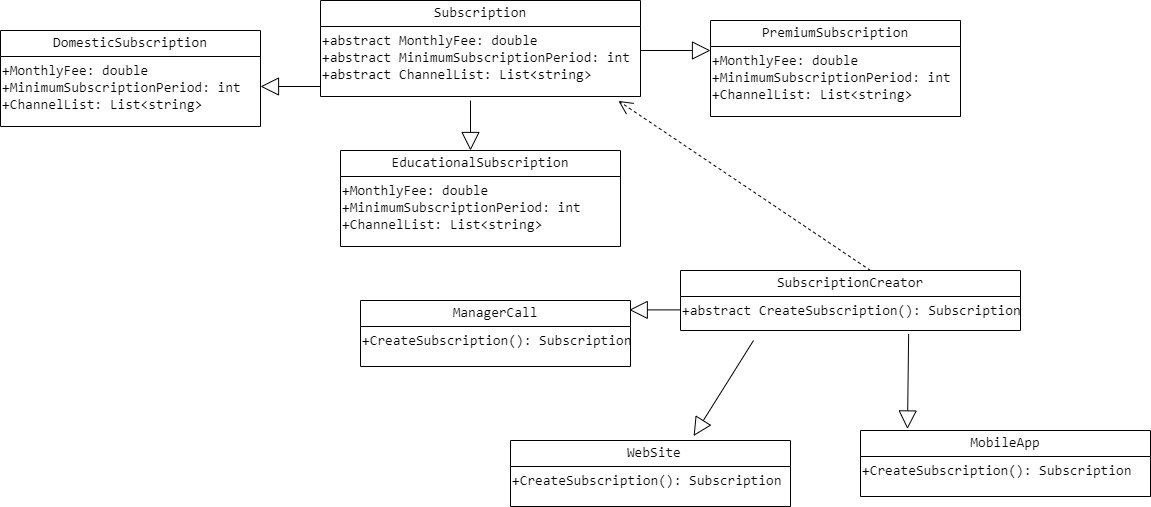 Subscription
+abstract MonthlyFee: double
+abstract MinimumSubscriptionPeriod: int
+abstract ChannelList: List<string>
DomesticSubscription
+MonthlyFee: double
+MinimumSubscriptionPeriod: int
+ChannelList: List<string>
PremiumSubscription
+MonthlyFee: double
+MinimumSubscriptionPeriod: int
+ChannelList: List<string>
EducationalSubscription
+MonthlyFee: double
+MinimumSubscriptionPeriod: int
+ChannelList: List<string>
SubscriptionCreator
+abstract CreateSubscription(): Subscription
ManagerCall
+CreateSubscription(): Subscription
WebSite
+CreateSubscription(): Subscription
MobileApp
+CreateSubscription(): Subscription